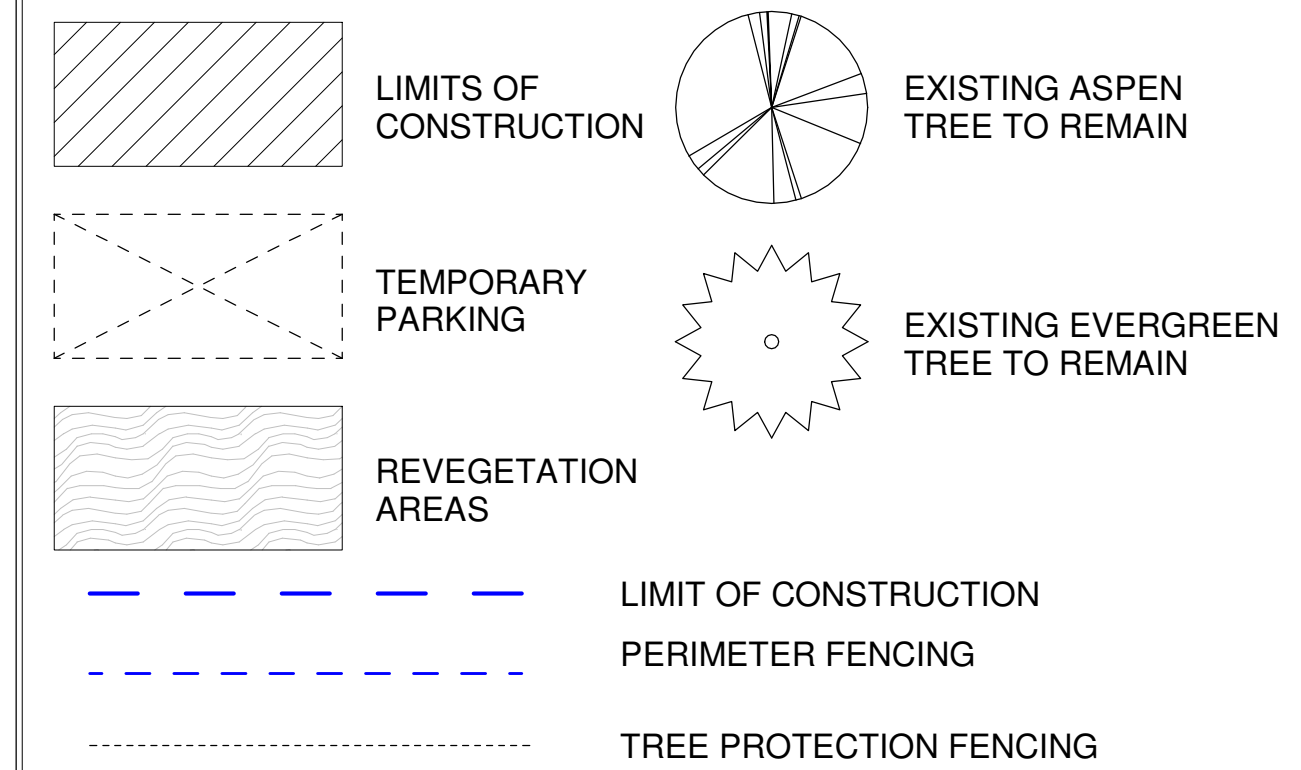 LIMITS OF
CONSTRUCTION
TEMPORARY
PARKING
REVEGETATION
AREAS
EXISTING ASPEN
TREE TO REMAIN
EXISTING EVERGREEN
TREE TO REMAIN
LIMIT OF CONSTRUCTION
PERIMETER FENCING
TREE PROTECTION FENCING